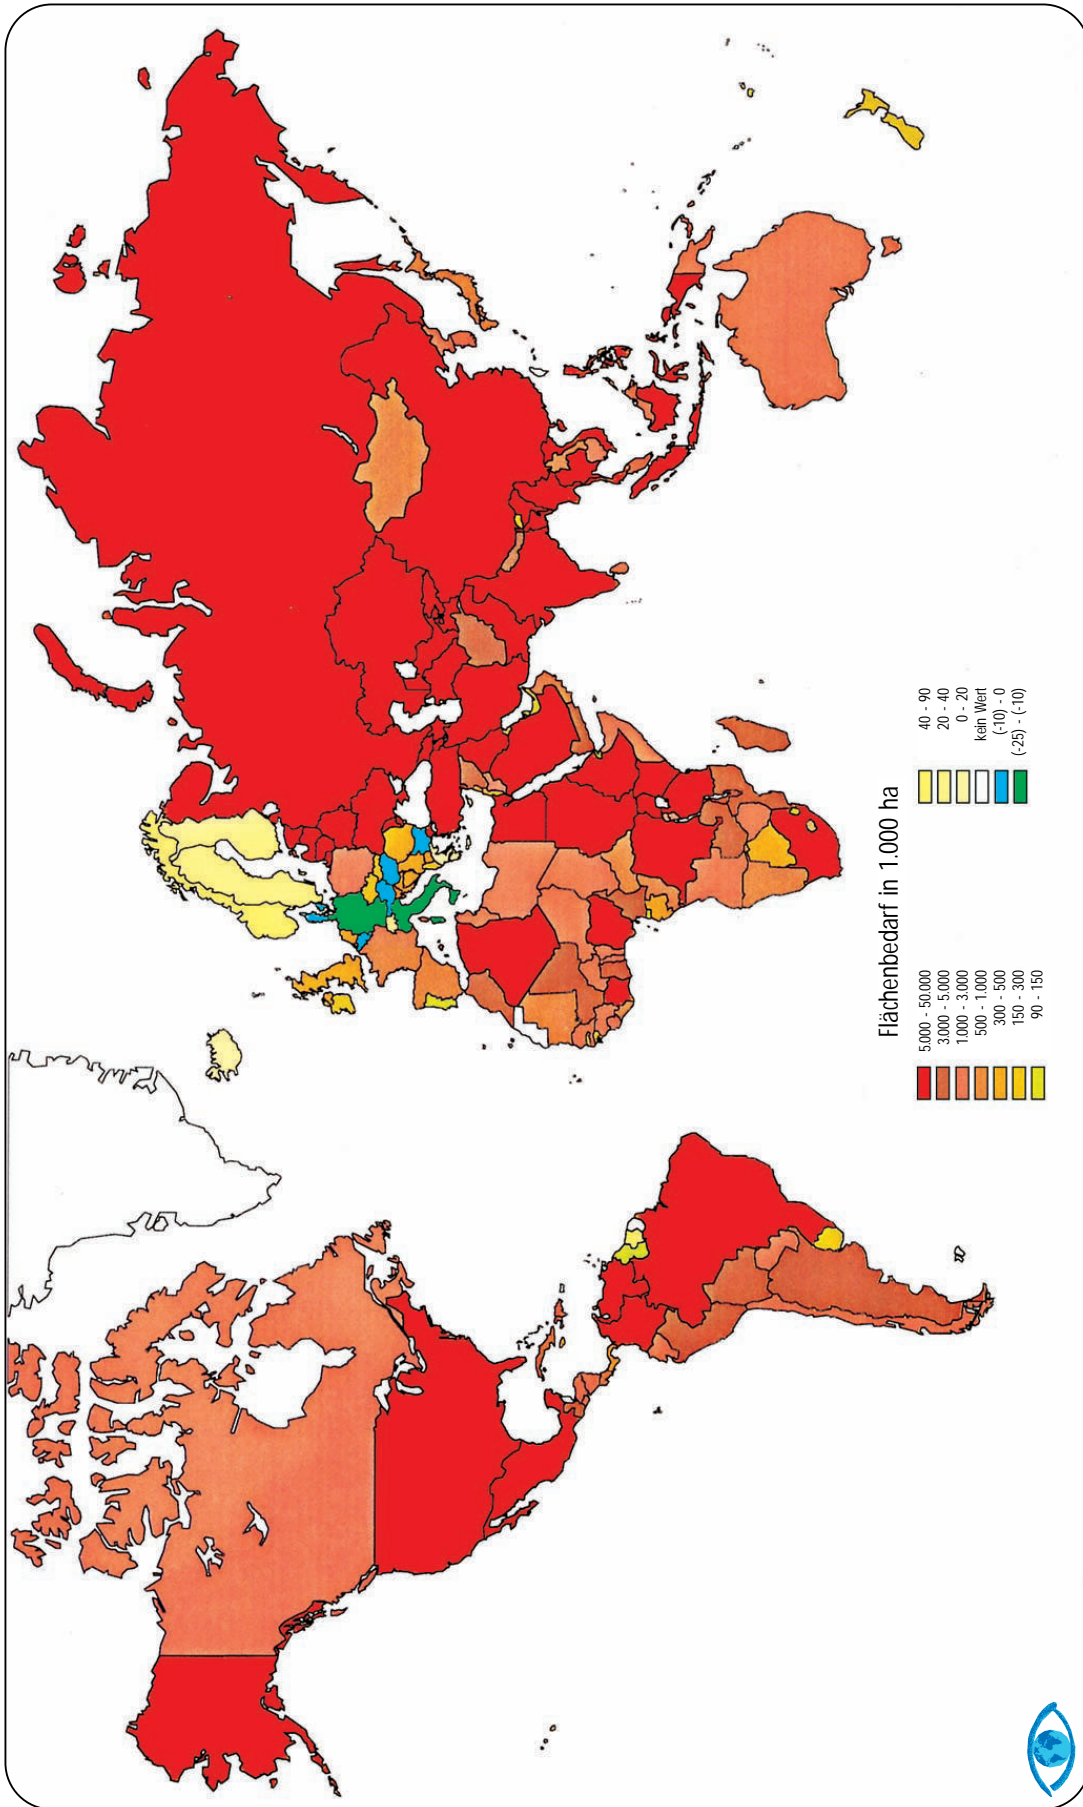 Flächenbedarf in 1.000 ha
5.000 - 50.000
3.000 - 5.000
1.000 - 3.000
500 - 1.000
300 - 500
150 - 300
90 - 150
40 - 90
20 - 40
0 - 20
kein Wert
(-10) - 0
(-25) - (-10)